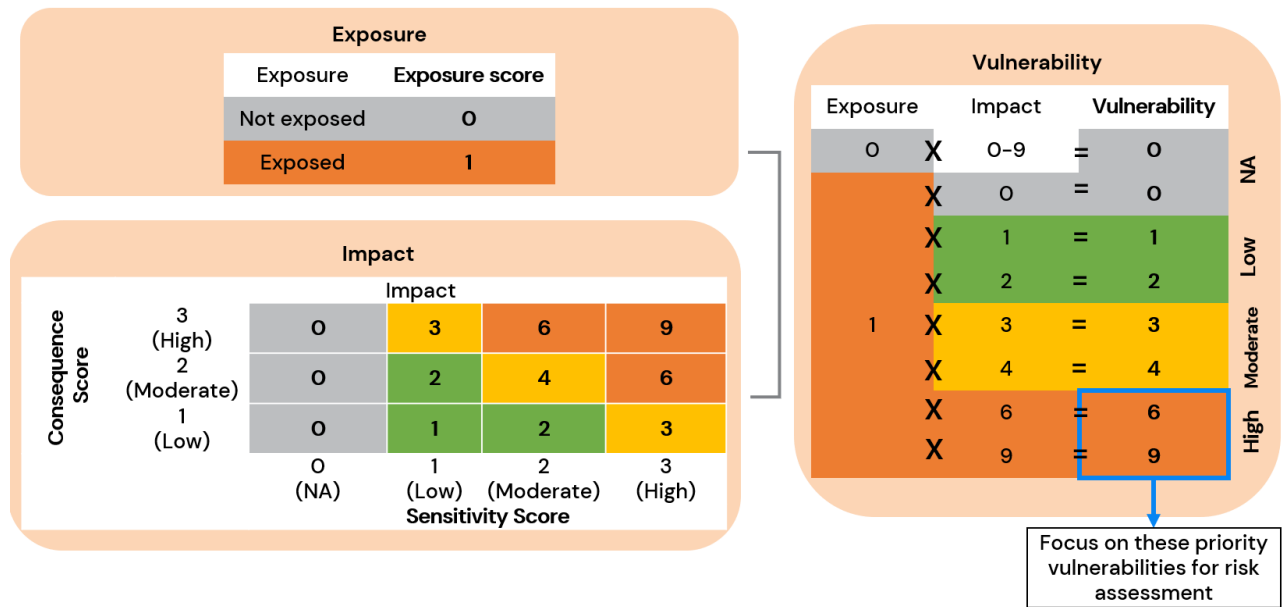 Exposure
Exposure Exposure score
Not exposed 0
Exposed 1
Impact
Impact
Consequence
Score
3
(High)
0 3 6 9
2
(Moderate)
0 2 4 6
1
(Low)
0 1 2 3
0
(NA)
1
(Low)
2
(Moderate)
3
(High)
Sensitivity Score
Vulnerability
Exposure Impact Vulnerability
0 X 0-9 = 0
X 0 = 0
NA
X 1 = 1
X 2 = 2
Low
1 X 3 = 3
X 4 = 4
Moderate
X 6 = 6
X 9 = 9
High
Focus on these priority
vulnerabilities for risk
assessment